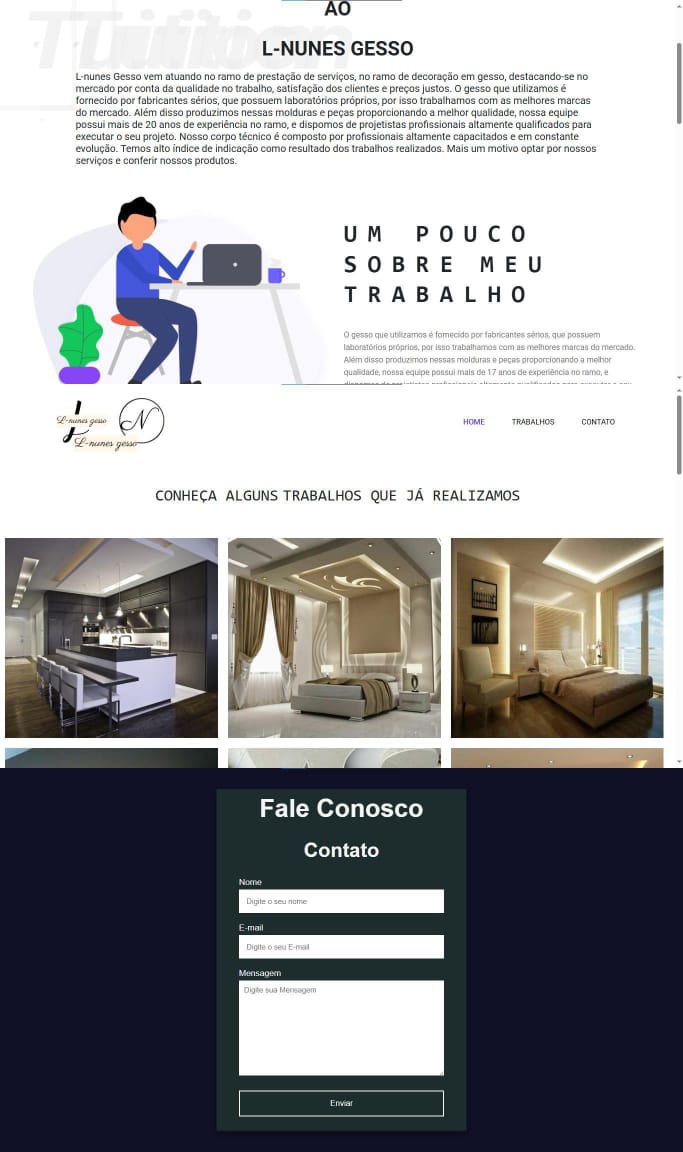 AO
L-NUNES GESSO
L-nunes Gesso vem atuando no ramo de prestação de serviços, no ramo de decoração em gesso, destacando-se no
mercado por conta da qualidade no trabalho, satisfação dos clientes e preços justos. O gesso que utilizamos é
fornecido por fabricantes sérios, que possuem laboratórios próprios, por isso trabalhamos com as melhores marcas
do mercado. Além disso produzimos nessas molduras e peças proporcionando a melhor qualidade, nossa equipe
possui mais de 20 anos de experiência no ramo, e dispomos de projetistas profissionais altamente qualificados para
executar o seu projeto. Nosso corpo técnico é composto por profissionais altamente capacitados e em constante
evolução. Temos alto índice de indicação como resultado dos trabalhos realizados. Mais um motivo optar por nossos
serviços e conferir nossos produtos.
UM POUCO
SOBRE MEU
TRABALHO
O gesso que utilizamos é fornecido por fabricantes sérios, que possuem
laboratórios próprios, por isso trabalhamos com as melhores marcas do mercado.
Além disso produzimos nessas molduras e peças proporcionando a melhor
qualidade, nossa equipe possui mais de 17 anos de experiência no ramo, e
L-nunes gesso
N
L-nunes gesso
HOME TRABALHOS CONTATO
CONHEÇA ALGUNS TRABALHOS QUE JÁ REALIZAMOS
Fale Conosco
Contato
Nome
Digite o seu nome
E-mail
Digite o seu E-mail
Mensagem
Digite sua Mensagem
Enviar